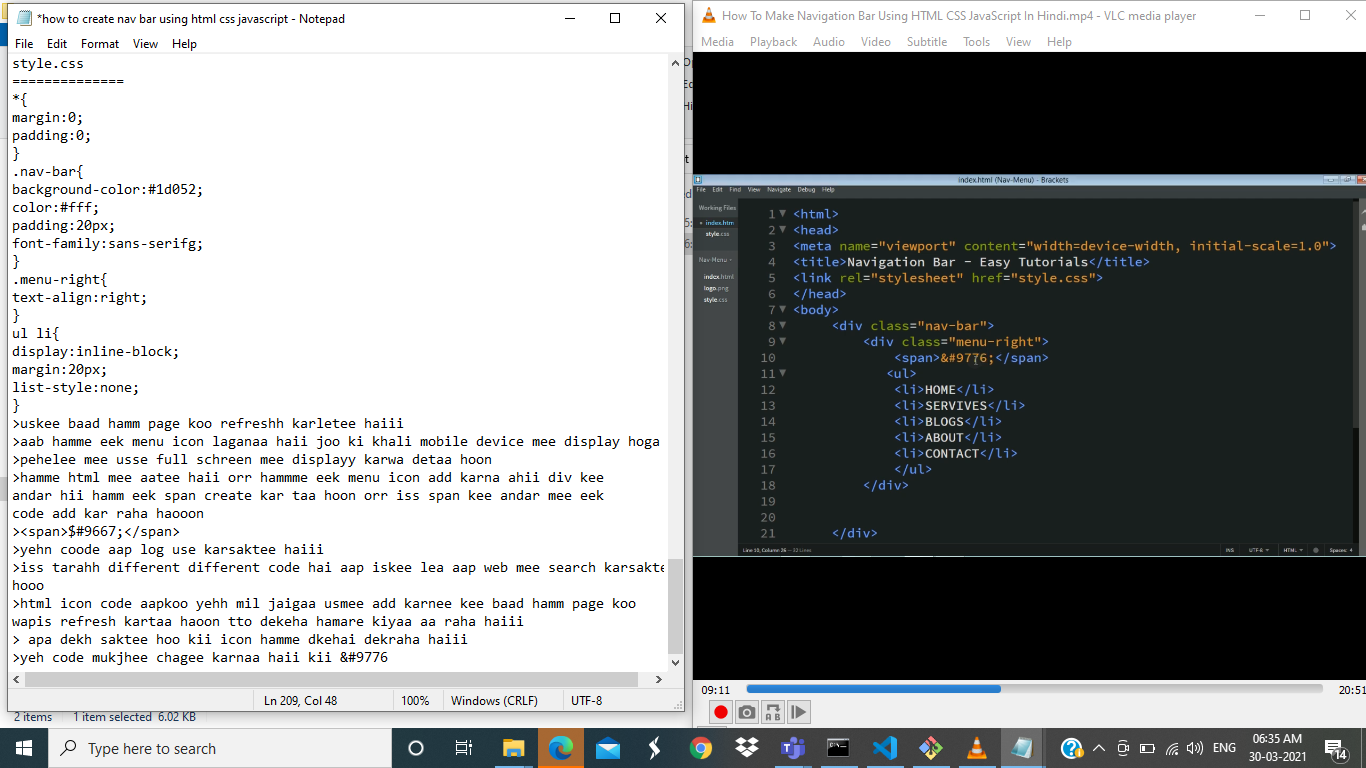 *how to create nav bar using html css javascript - Notepad
File Edit Format View Help
style.css
==============
*{
margin:0;
padding:0;
}
.nav-bar{
background-color:#1d052;
color:#fff;
padding:20px;
font-family:sans-serifg;
}
.menu-right{
text-align:right;
}
ul li{
display:inline-block;
margin:20px;
list-style:none;
}
>uskee baad hamm page koo refreshh karletee haiii
>aab hamme eek menu icon laganaa haii joo ki khali mobile device mee display hoga
>pehelee mee usse full schreen mee displayy karwa detaa hoon
>hamme html mee aatee haii orr hammme eek menu icon add karna ahii div kee
andar hii hamm eek span create kar taa hoon orr iss span kee andar mee eek
code add kar raha haooon
><span>$#9667;</span>
>yehn coode aap log use karsaktee haiii
>iss tarahh different different code hai aap iskee lea aap web mee search karsakte
hooo
>html icon code aapkoo yehh mil jaigaa usmee add karnee kee baad hamm page koo
wapis refresh kartaa haoon tto dekeha hamare kiyaa aa raha haiii
> apa dekh saktee hoo kii icon hamme dkehai dekraha haiii
>yeh code mukjhee chagee karnaa haii kii &#9776
Ln 209, Col 48 100% Windows (CRLF) UTF-8
2 items 1 item selected 6.02 KB
How To Make Navigation Bar Using HTML CSS JavaScript In Hindi.mp4 - VLC media player
Media Playback Audio Video Subtitle Tools View Help
index.html (Nav-Menu) - Brackets
File Edit Find View Navigate Debug Help
Working Files
index.htm
style.css
Nav-Menu
index.html
logo.png
style.css
1 <html>
2 <head>
3 <meta name="viewport" content="width=device-width, initial-scale=1.0">
4 <title>Navigation Bar - Easy Tutorials</title>
5 <link rel="stylesheet" href="style.css">
6 </head>
7 <body>
8 <div class="nav-bar">
9 <div class="menu-right">
10 <span>&#9776;</span>
11 <ul>
12 <li>HOME</li>
13 <li>SERVIVES</li>
14 <li>BLOGS</li>
15 <li>ABOUT</li>
16 <li>CONTACT</li>
17 </ul>
18 </div>
19
20
21 </div>
Line 10, Column 26 — 32 Lines INS UTF-8 HTML Spaces: 4
09:11 20:51
Type here to search
ENG
06:35 AM
30-03-2021
14